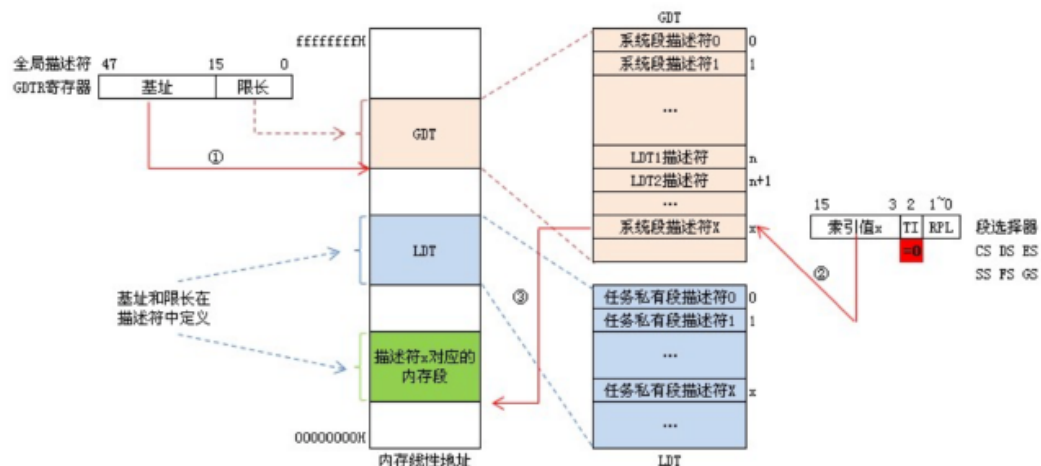 GDT
ffffffffH
系统段描述符0 0
系统段描述符1 1
全局描述符 47 15 0
GDTR寄存器 基址 限长
...
GDT
①
LDT1描述符 n
LDT2描述符 n+1
...
系统段描述符X x
15 3 2 1~0
索引值x TI RPL 段选择器
=0 CS DS ES
SS FS GS
②
LDT
③
基址和限长在
描述符中定义
任务私有段描述符0 0
任务私有段描述符1 1
...
描述符x对应的
内存段
任务私有段描述符X x
...
00000000H
内存线性地址
LDT